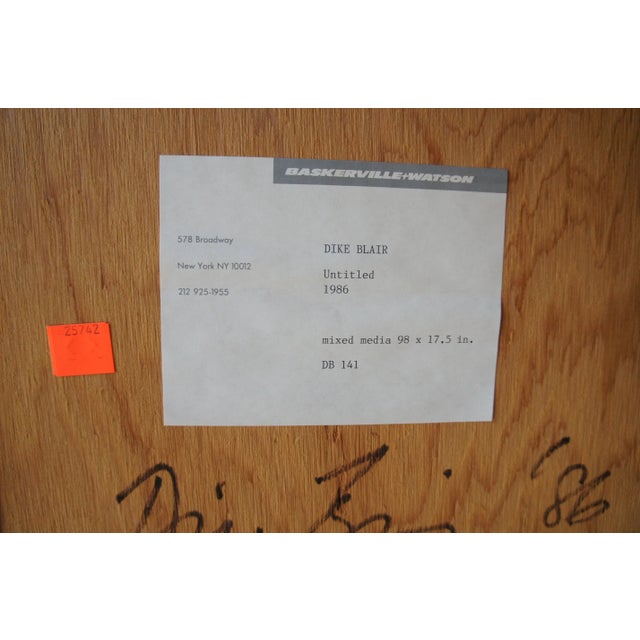 BASKERVILLE+WATSON
578 Broadway
New York NY 10012
212 925-1955
DIKE BLAIR
Untitled
1986
mixed media 98 x 17.5 in.
DB 141
25742
'86